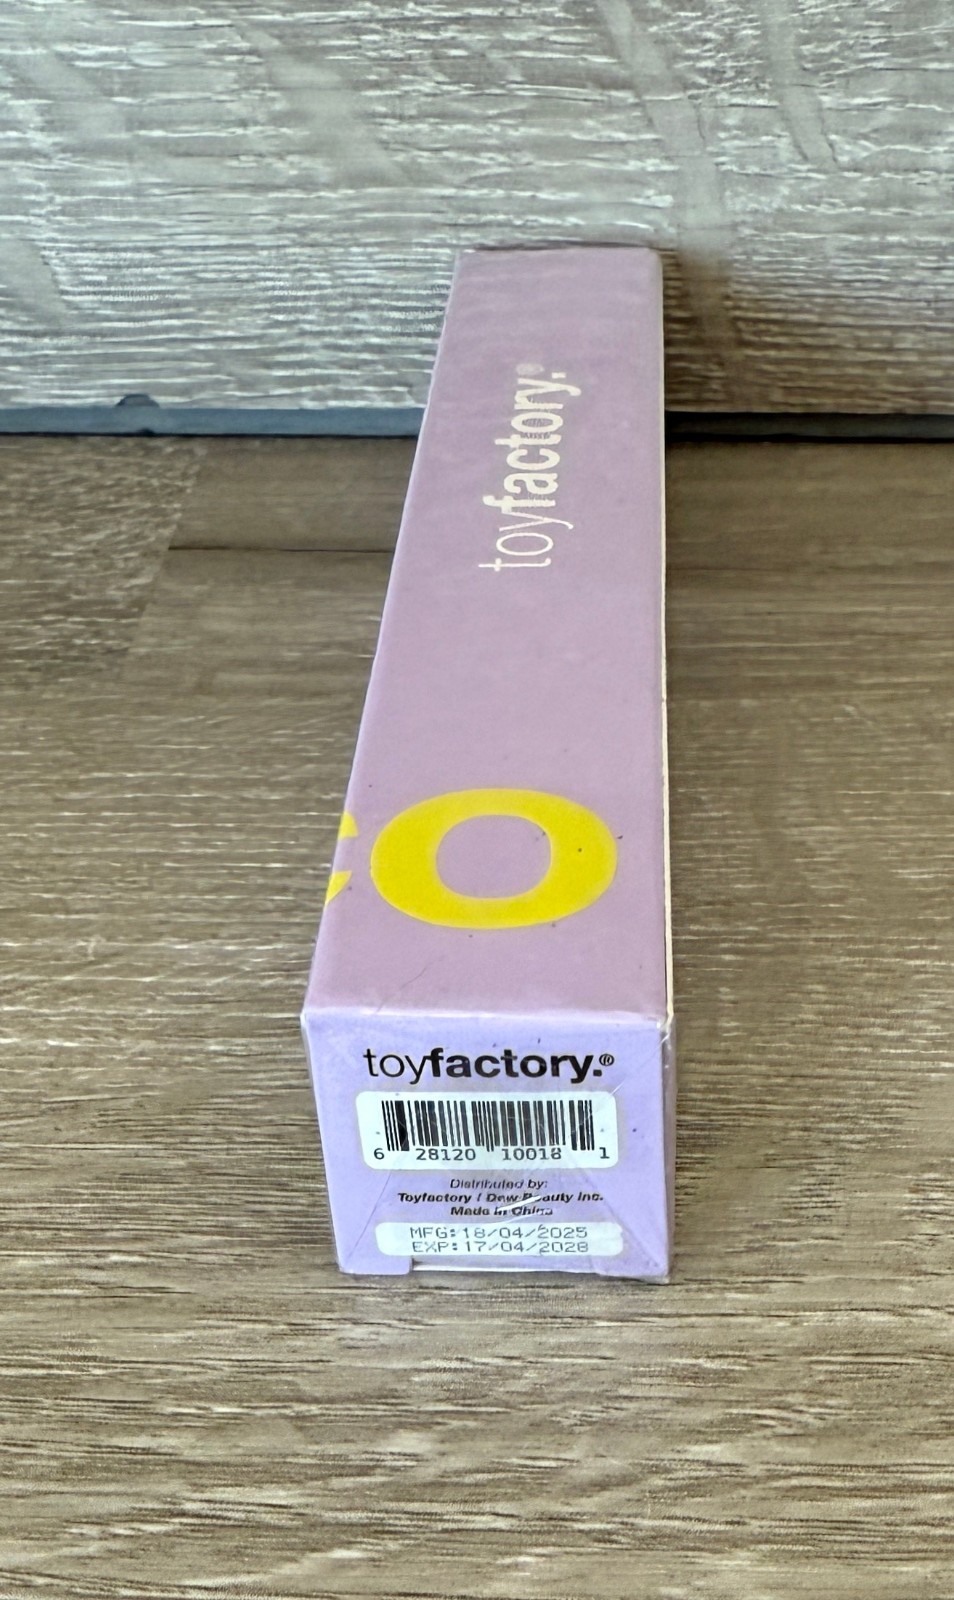 toyfactory.®
co
toyfactory.®
6 28120 10018 1
Distributed by:
Toyfactory / Dew Beauty Inc.
Made in China
MFG: 18/04/2025
EXP: 17/04/2028